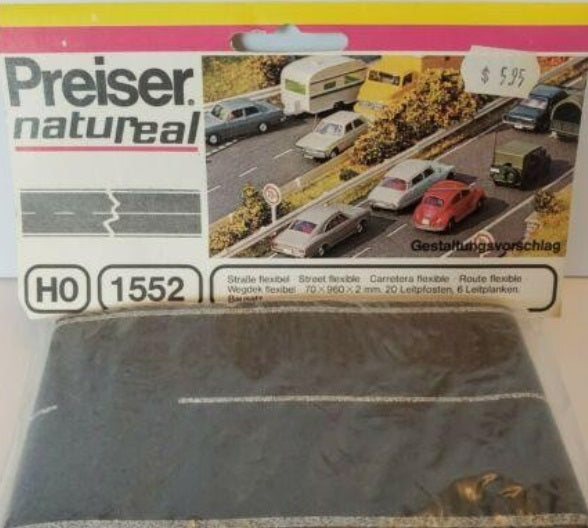 Preiser
natureal
$ 5.95
Gestaltungsvorschlag
H0
1552
Straße flexibel Street flexible Carretera flexible Route flexible
Wegdek flexibel 70 × 960 × 2 mm. 20 Leitpfosten, 6 Leitplanken.
Bausatz